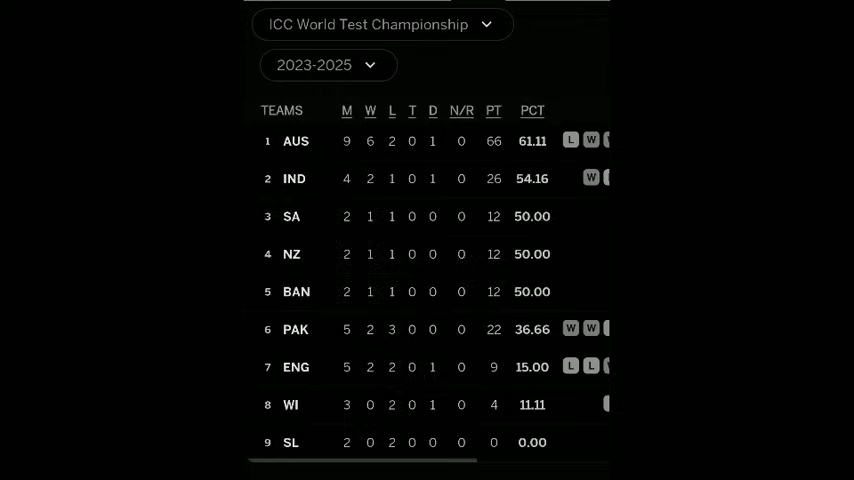 ICC World Test Championship
2023-2025
TEAMS M W L T D N/R PT PCT
1 AUS 9 6 2 0 1 0 66 61.11 L W W
2 IND 4 2 1 0 1 0 26 54.16 W
3 SA 2 1 1 0 0 0 12 50.00
4 NZ 2 1 1 0 0 0 12 50.00
5 BAN 2 1 1 0 0 0 12 50.00
6 PAK 5 2 3 0 0 0 22 36.66 W W
7 ENG 5 2 2 0 1 0 9 15.00 L L W
8 WI 3 0 2 0 1 0 4 11.11
9 SL 2 0 2 0 0 0 0 0.00